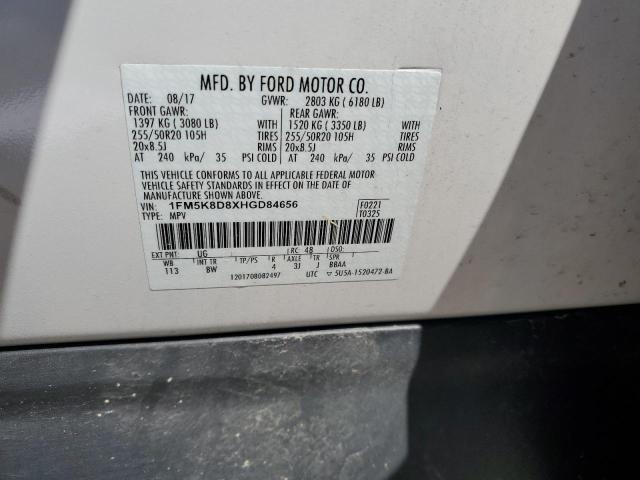 MFD. BY FORD MOTOR CO.
DATE: 08/17 GVWR: 2803 KG ( 6180 LB)
FRONT GAWR: REAR GAWR:
1397 KG ( 3080 LB) 1520 KG ( 3350 LB)
255/50R20 105H TIRES 255/50R20 105H TIRES
20x8.5J RIMS 20x8.5J RIMS
AT 240 kPa/ 35 PSI COLD AT 240 kPa/ 35 PSI COLD
THIS VEHICLE CONFORMS TO ALL APPLICABLE FEDERAL MOTOR
VEHICLE SAFETY STANDARDS IN EFFECT ON THE DATE OF
MANUFACTURE SHOWN ABOVE.
VIN: 1FM5K8D8XHGD84656 F0221
TYPE: MPV T0325
EXT PNT: UG RC: 48 DSO:
WB INT TR TP/PS R AXLE TR SPR
113 BW 4 3J J BBAA
1201708082497 UTC ▽ 5U5A-1520472-BA